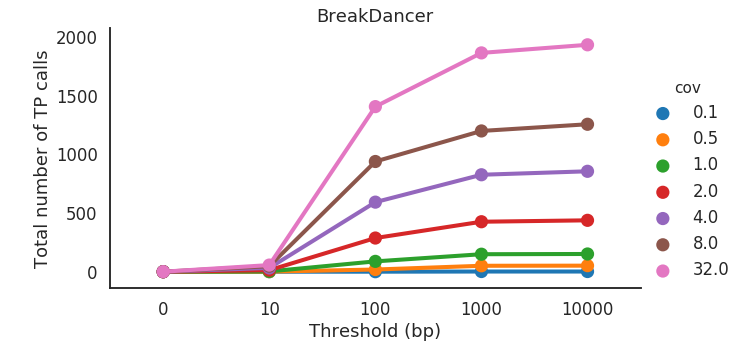 BreakDancer
Total number of TP calls
2000
1500
1000
500
0
0 10 100 1000 10000
Threshold (bp)
cov
0.1
0.5
1.0
2.0
4.0
8.0
32.0